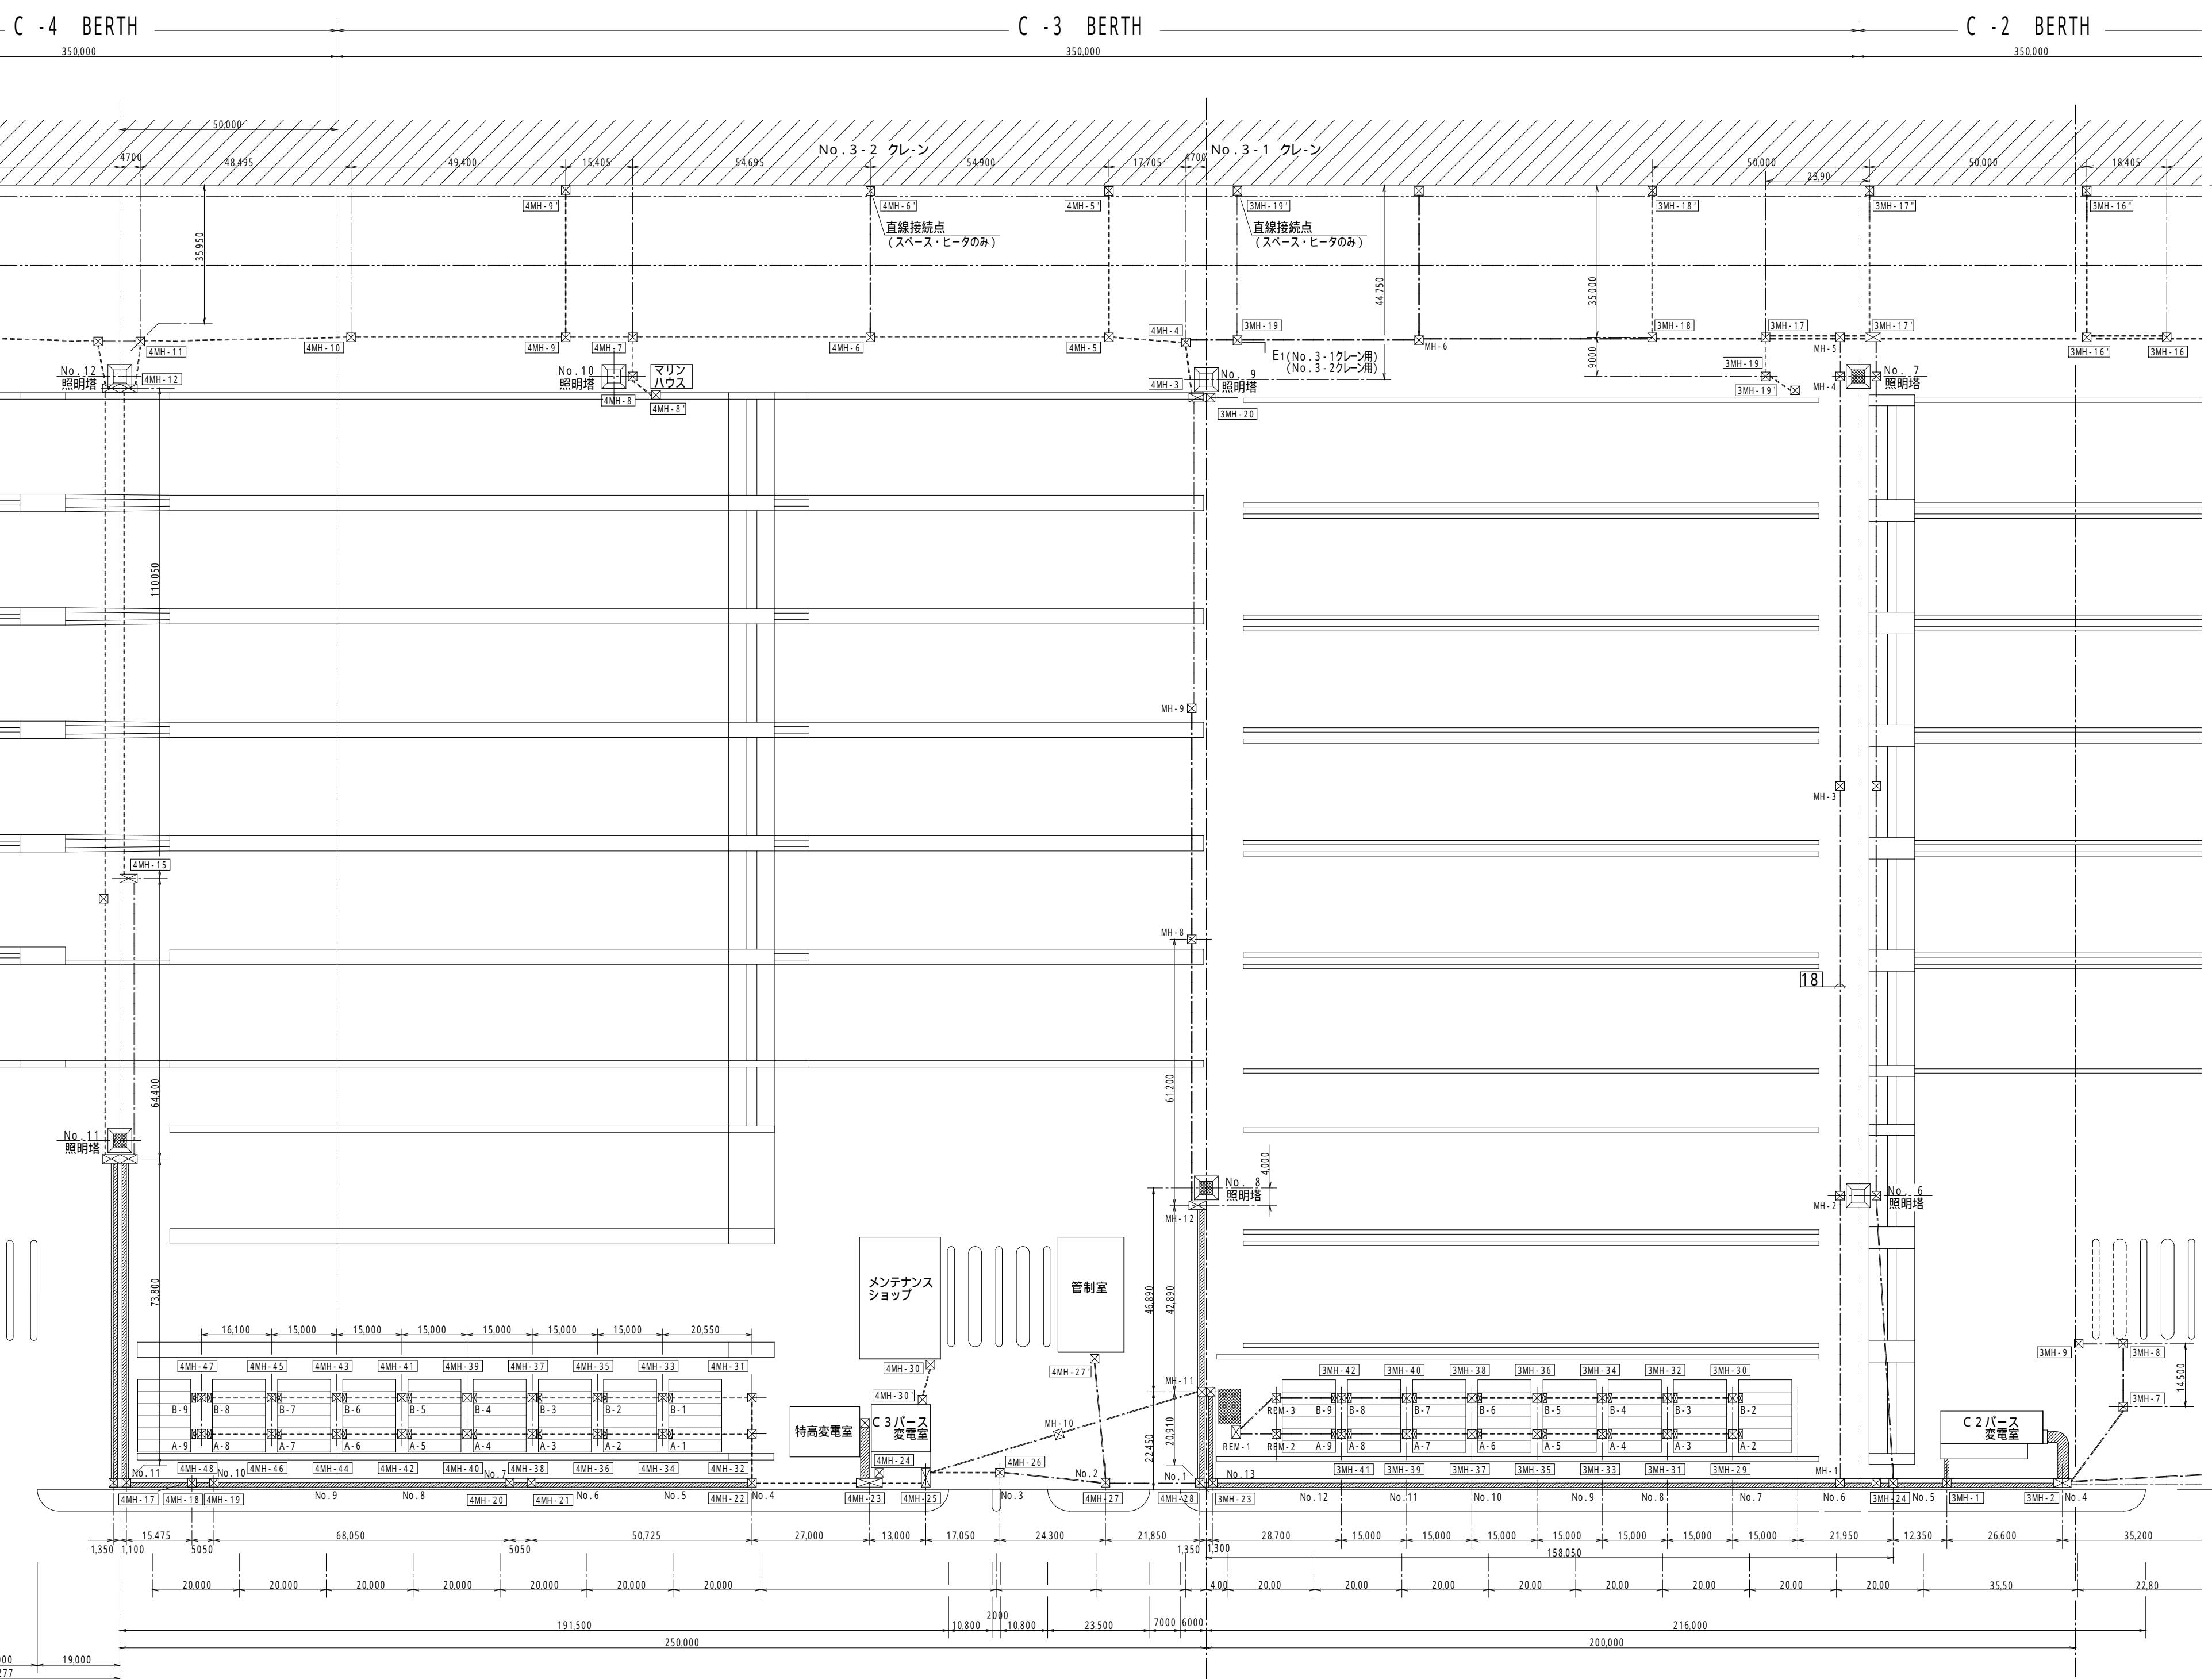 C -4 BERTH
C -3 BERTH
C -2 BERTH
350,000
350,000
350,000
50,000
No.3-2 クレ-ン
No.3-1 クレ-ン
4700
48,495
49,400
15,405
54,695
54,900
17,705
4700
50,000
50,000
18,405
23,90
4MH-9'
4MH-6'
4MH-5'
3MH-19'
3MH-18'
3MH-17"
3MH-16"
直線接続点
(スペース・ヒータのみ)
直線接続点
(スペース・ヒータのみ)
35,950
44,750
35,000
9,000
4MH-11
4MH-10
4MH-9
4MH-7
4MH-6
4MH-5
4MH-4
3MH-19
MH-6
3MH-18
3MH-17
MH-5
3MH-17'
3MH-16'
3MH-16
E1(No.3-1クレーン用)
(No.3-2クレーン用)
No.12
照明塔
4MH-12
No.10
照明塔
マリン
ハウス
4MH-8
4MH-8'
4MH-3
No. 9
照明塔
3MH-20
3MH-19
3MH-19'
MH-4
No. 7
照明塔
110,050
MH-9
MH-3
4MH-15
MH-8
18
64,400
61,200
No.11
照明塔
4,000
No. 8
照明塔
MH-12
No. 6
照明塔
MH-2
73,800
メンテナンス
ショップ
管制室
46,890
42,890
16,100
15,000
15,000
15,000
15,000
15,000
15,000
20,550
4MH-47
4MH-45
4MH-43
4MH-41
4MH-39
4MH-37
4MH-35
4MH-33
4MH-31
4MH-30
4MH-27'
3MH-42
3MH-40
3MH-38
3MH-36
3MH-34
3MH-32
3MH-30
3MH-9
3MH-8
14,500
3MH-7
4MH-30'
MH-11
B-9
B-8
B-7
B-6
B-5
B-4
B-3
B-2
B-1
REM-3
B-9
B-8
B-7
B-6
B-5
B-4
B-3
B-2
特高変電室
C3バース
変電室
MH-10
20,910
22,450
C2バース
変電室
A-9
A-8
A-7
A-6
A-5
A-4
A-3
A-2
A-1
REM-1
REM-2
A-9
A-8
A-7
A-6
A-5
A-4
A-3
A-2
4MH-48
4MH-46
4MH-44
4MH-42
4MH-40
4MH-38
4MH-36
4MH-34
4MH-32
4MH-24
4MH-26
3MH-41
3MH-39
3MH-37
3MH-35
3MH-33
3MH-31
3MH-29
MH-1
No.11
No.10
No.7
No.2
No.1
No.13
4MH-17
4MH-18
4MH-19
No.9
No.8
4MH-20
4MH-21
No.6
No.5
4MH-22
No.4
4MH-23
4MH-25
No.3
4MH-27
4MH-28
3MH-23
No.12
No.11
No.10
No.9
No.8
No.7
No.6
3MH-24
No.5
3MH-1
3MH-2
No.4
15,475
68,050
50,725
27,000
13,000
17,050
24,300
21,850
28,700
15,000
15,000
15,000
15,000
15,000
15,000
15,000
21,950
12,350
26,600
35,200
1,350
1,100
5050
5050
1,350
1,300
158,050
20,000
20,000
20,000
20,000
20,000
20,000
20,000
4,00
20,00
20,00
20,00
20,00
20,00
20,00
20,00
20,00
35,50
22,80
191,500
10,800
2000
10,800
23,500
7000
6000
216,000
250,000
200,000
19,000
277